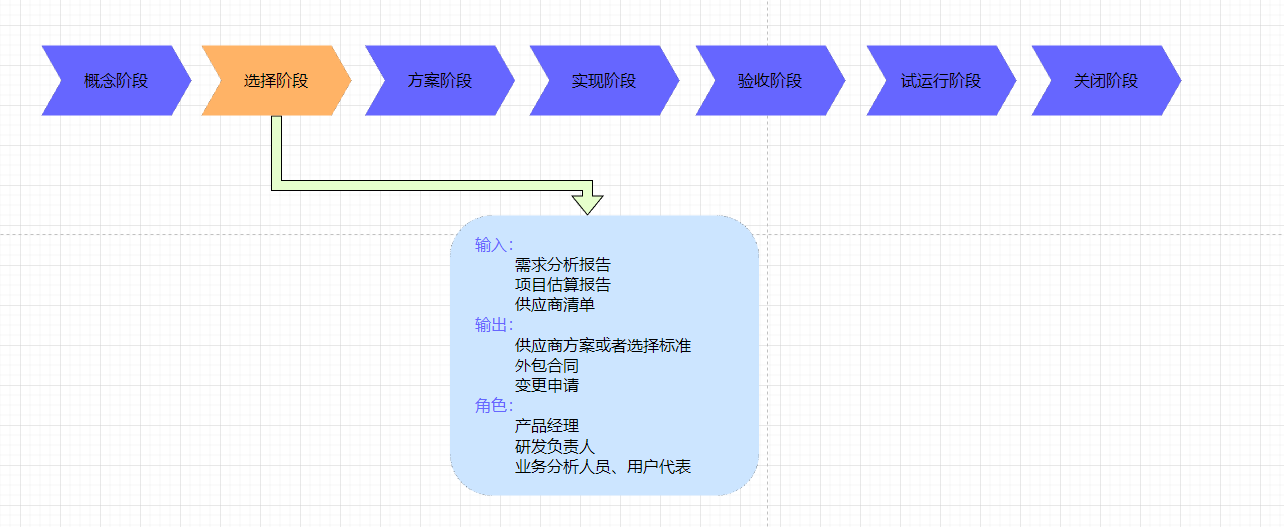 概念阶段
选择阶段
方案阶段
实现阶段
验收阶段
试运行阶段
关闭阶段
输入：
需求分析报告
项目估算报告
供应商清单
输出：
供应商方案或者选择标准
外包合同
变更申请
角色：
产品经理
研发负责人
业务分析人员、用户代表